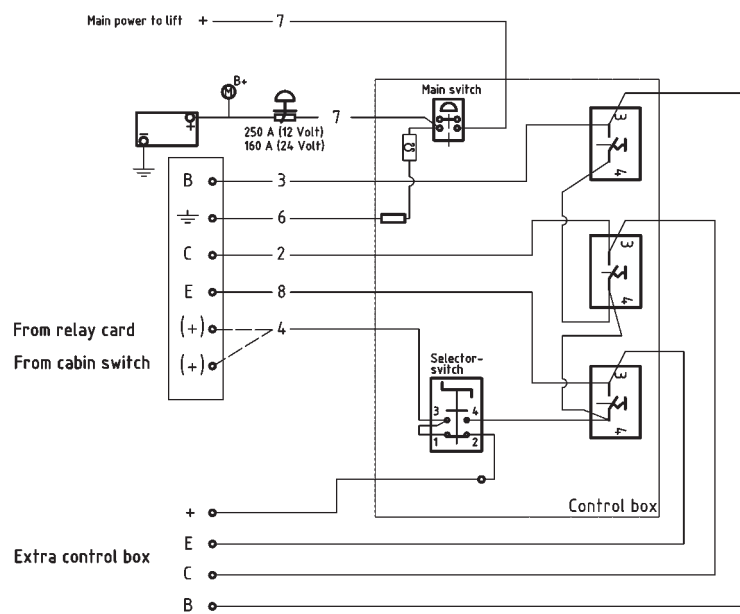 Main power to lift + 7
B+
Main switch
+ 7
250 A (12 Volt)
160 A (24 Volt)
3
4
B 3
6
C 2
3
4
E 8
From relay card (+) 4
From cabin switch (+)
Selector-
svitch
3
4
3 4
1 2
Control box
+
E
Extra control box
C
B